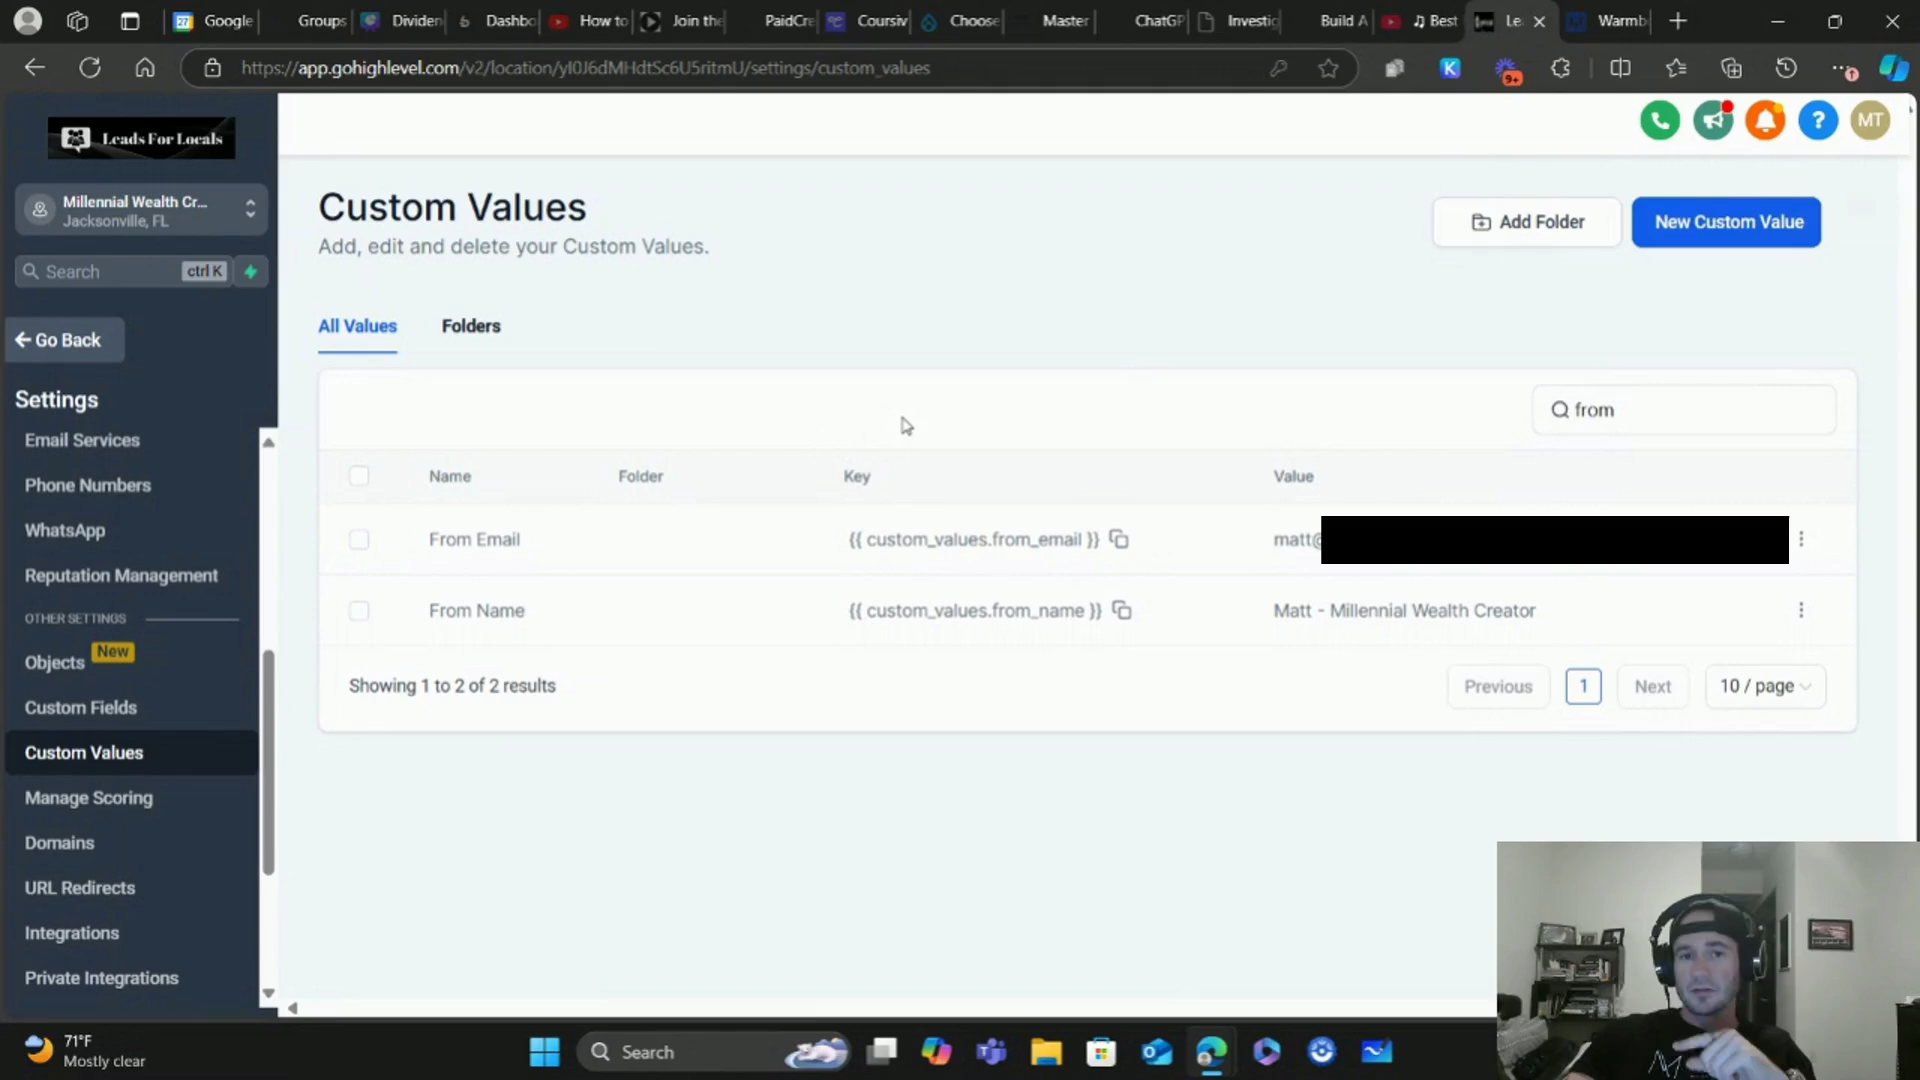 Google
Groups
Dividen
Dashbo
How to
Join the
PaidCre
Coursiv
Choose
Master
ChatGP
Investig
Build A
♫ Best
Le
Warmb
https://app.gohighlevel.com/v2/location/yI0J6dMHdtSc6U5ritmU/settings/custom_values
9+
Leads For Locals
MT
Millennial Wealth Cr...
Jacksonville, FL
Search
ctrl K
Go Back
Settings
Email Services
Phone Numbers
WhatsApp
Reputation Management
OTHER SETTINGS
Objects
New
Custom Fields
Custom Values
Manage Scoring
Domains
URL Redirects
Integrations
Private Integrations
Custom Values
Add, edit and delete your Custom Values.
Add Folder
New Custom Value
All Values
Folders
from
Name
Folder
Key
Value
From Email
{{ custom_values.from_email }}
matt@
From Name
{{ custom_values.from_name }}
Matt - Millennial Wealth Creator
Showing 1 to 2 of 2 results
Previous
1
Next
10 / page
71°F
Mostly clear
Search